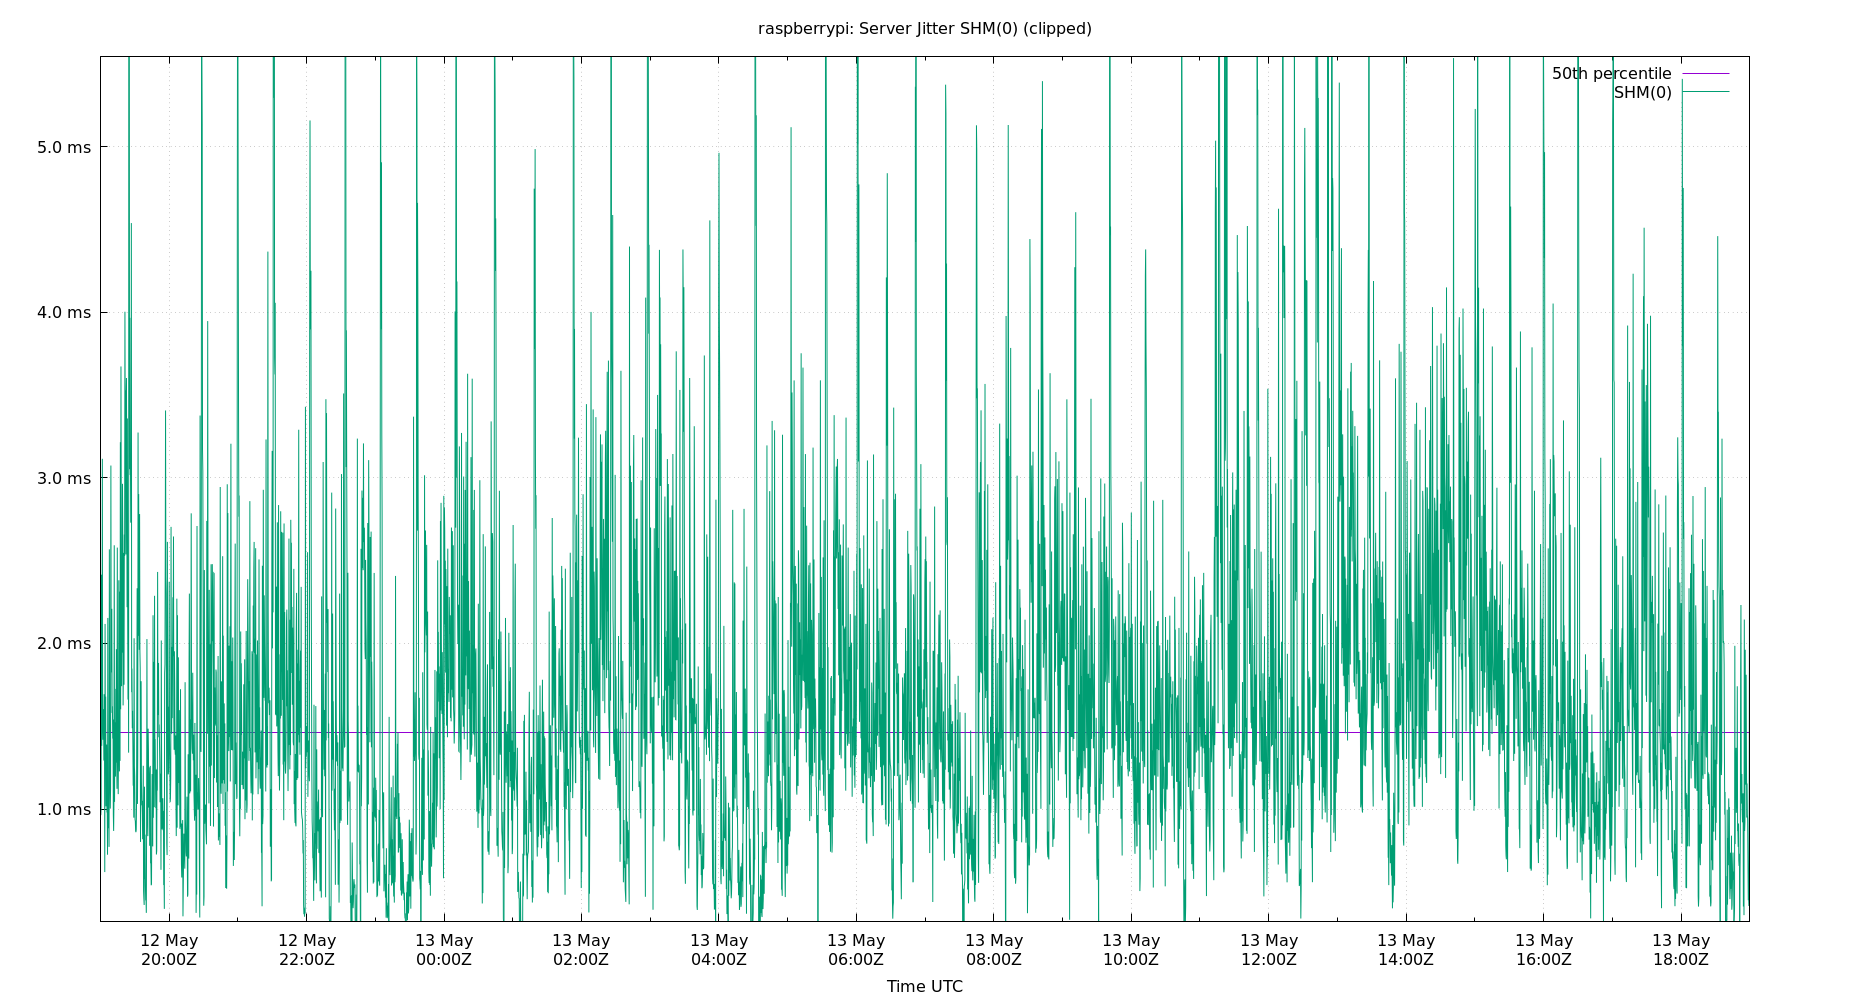 raspberrypi: Server Jitter SHM(0) (clipped)
50th percentile
SHM(0)
5.0 ms
4.0 ms
3.0 ms
2.0 ms
1.0 ms
12 May 12 May 13 May 13 May 13 May 13 May 13 May 13 May 13 May 13 May 13 May 13 May
20:00Z 22:00Z 00:00Z 02:00Z 04:00Z 06:00Z 08:00Z 10:00Z 12:00Z 14:00Z 16:00Z 18:00Z
Time UTC